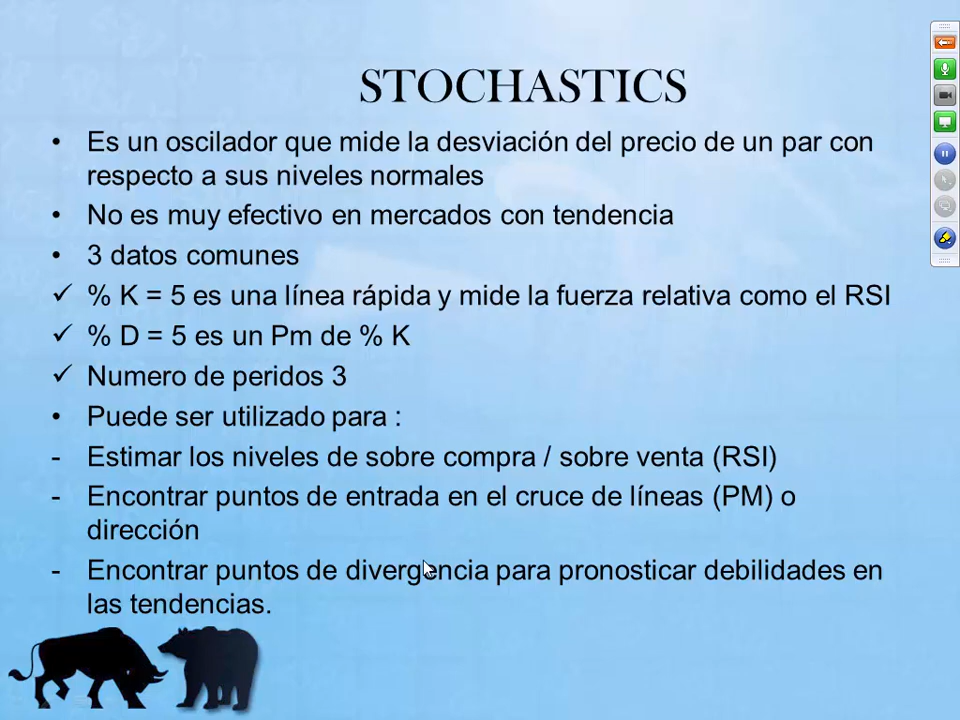 STOCHASTICS
• Es un oscilador que mide la desviación del precio de un par con
respecto a sus niveles normales
• No es muy efectivo en mercados con tendencia
• 3 datos comunes
✓ % K = 5 es una línea rápida y mide la fuerza relativa como el RSI
✓ % D = 5 es un Pm de % K
✓ Numero de peridos 3
• Puede ser utilizado para :
- Estimar los niveles de sobre compra / sobre venta (RSI)
- Encontrar puntos de entrada en el cruce de líneas (PM) o
dirección
- Encontrar puntos de divergencia para pronosticar debilidades en
las tendencias.